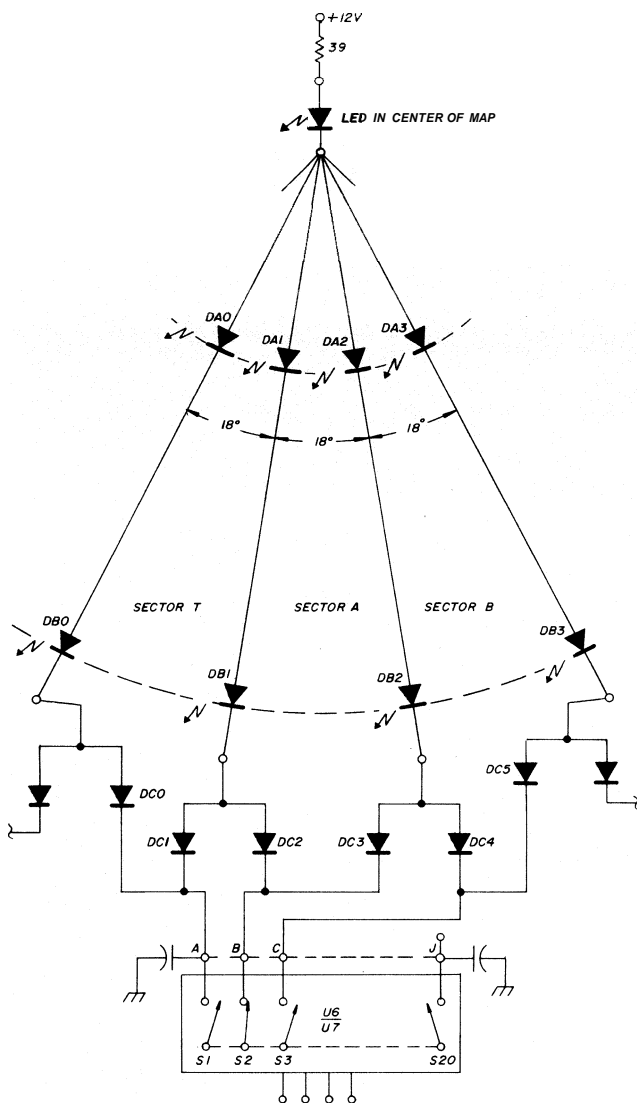 +12V
39
LED IN CENTER OF MAP
DA0
DA1
DA2
DA3
18°
18°
18°
SECTOR T
SECTOR A
SECTOR B
DB0
DB1
DB2
DB3
DC0
DC1
DC2
DC3
DC4
DC5
A
B
C
J
U6
U7
S1
S2
S3
S20